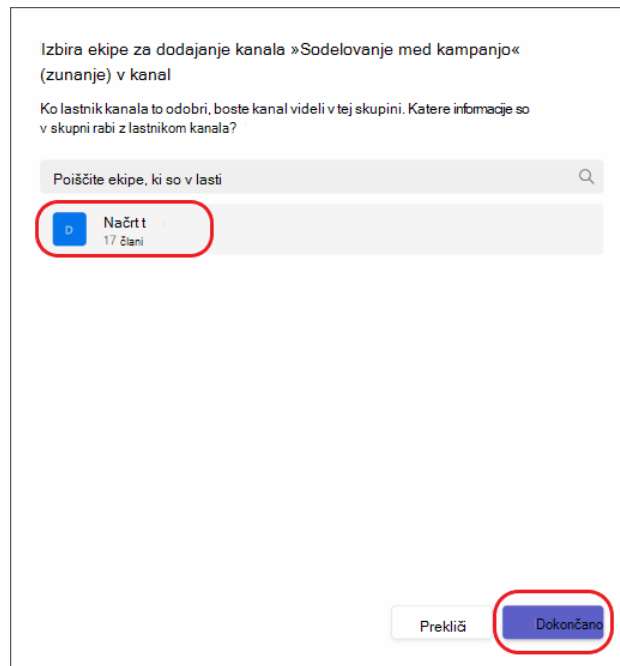 Izbira ekipe za dodajanje kanala »Sodelovanje med kampanjo«
(zunanje) v kanal
Ko lastnik kanala to odobri, boste kanal videli v tej skupini. Katere informacije so
v skupni rabi z lastnikom kanala?
Poiščite ekipe, ki so v lasti
D
Načrt t
17 člani
Prekliči
Dokončano